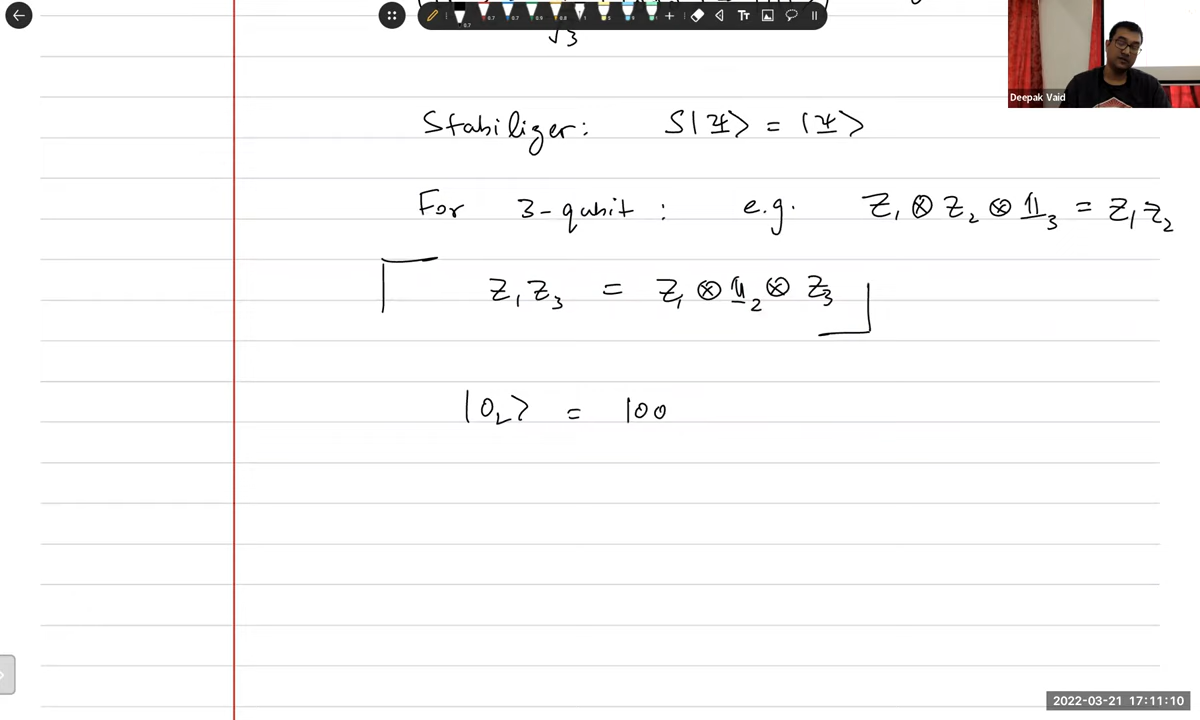 √3
Deepak Vaid
Stabilizer: S|Ψ⟩ = |Ψ⟩
For 3-qubit : e.g. Z₁ ⊗ Z₂ ⊗ 𝟙₃ = Z₁Z₂
Z₁Z₃ = Z₁ ⊗ 𝟙₂ ⊗ Z₃
|0_L⟩ = |00
2022-03-21 17:11:10